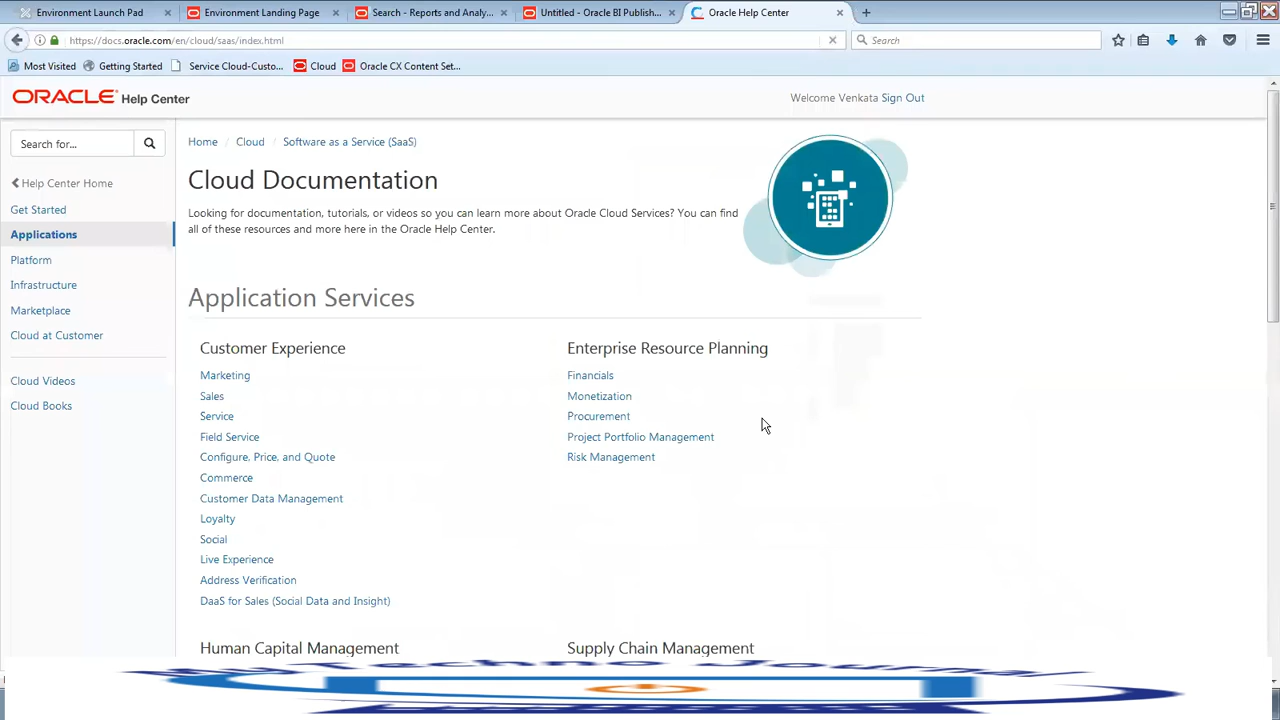 Environment Launch Pad
Environment Landing Page
Search - Reports and Analy...
Untitled - Oracle BI Publish...
Oracle Help Center
https://docs.oracle.com/en/cloud/saas/index.html
Search
Most Visited
Getting Started
Service Cloud-Custo...
Cloud
Oracle CX Content Set...
ORACLE Help Center
Welcome Venkata Sign Out
Search for...
Home / Cloud / Software as a Service (SaaS)
Help Center Home
Get Started
Applications
Platform
Infrastructure
Marketplace
Cloud at Customer
Cloud Videos
Cloud Books
Cloud Documentation
Looking for documentation, tutorials, or videos so you can learn more about Oracle Cloud Services? You can find
all of these resources and more here in the Oracle Help Center.
Application Services
Customer Experience
Marketing
Sales
Service
Field Service
Configure, Price, and Quote
Commerce
Customer Data Management
Loyalty
Social
Live Experience
Address Verification
DaaS for Sales (Social Data and Insight)
Enterprise Resource Planning
Financials
Monetization
Procurement
Project Portfolio Management
Risk Management
Human Capital Management
Supply Chain Management